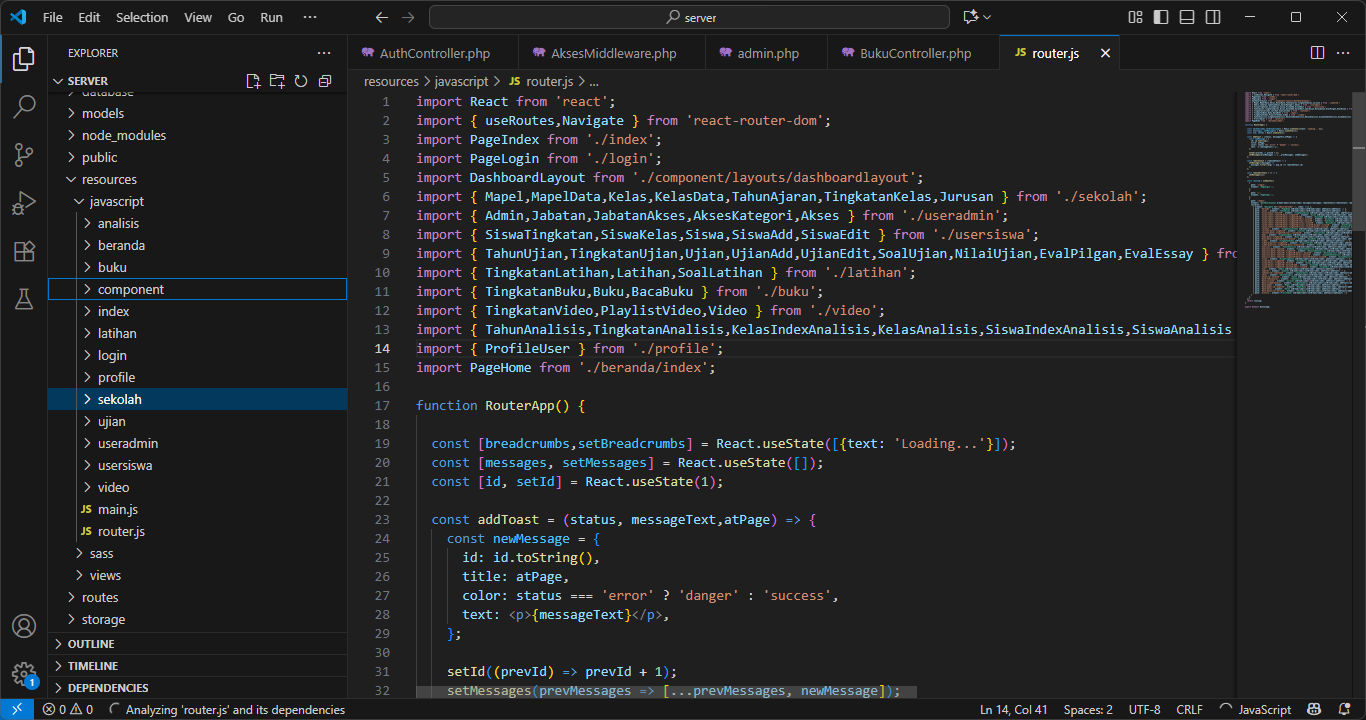 File Edit Selection View Go Run ···
server
EXPLORER
SERVER
database
models
node_modules
public
resources
javascript
analisis
beranda
buku
component
index
latihan
login
profile
sekolah
ujian
useradmin
usersiswa
video
JS main.js
JS router.js
sass
views
routes
storage
OUTLINE
TIMELINE
DEPENDENCIES
AuthController.php AksesMiddleware.php admin.php BukuController.php JS router.js
resources > javascript > JS router.js > ...
1 import React from 'react';
2 import { useRoutes,Navigate } from 'react-router-dom';
3 import PageIndex from './index';
4 import PageLogin from './login';
5 import DashboardLayout from './component/layouts/dashboardlayout';
6 import { Mapel,MapelData,Kelas,KelasData,TahunAjaran,TingkatanKelas,Jurusan } from './sekolah';
7 import { Admin,Jabatan,JabatanAkses,AksesKategori,Akses } from './useradmin';
8 import { SiswaTingkatan,SiswaKelas,Siswa,SiswaAdd,SiswaEdit } from './usersiswa';
9 import { TahunUjian,TingkatanUjian,Ujian,UjianAdd,UjianEdit,SoalUjian,NilaiUjian,EvalPilgan,EvalEssay } fro
10 import { TingkatanLatihan,Latihan,SoalLatihan } from './latihan';
11 import { TingkatanBuku,Buku,BacaBuku } from './buku';
12 import { TingkatanVideo,PlaylistVideo,Video } from './video';
13 import { TahunAnalisis,TingkatanAnalisis,KelasIndexAnalisis,KelasAnalisis,SiswaIndexAnalisis,SiswaAnalisis
14 import { ProfileUser } from './profile';
15 import PageHome from './beranda/index';
16
17 function RouterApp() {
18
19 const [breadcrumbs,setBreadcrumbs] = React.useState([{text: 'Loading...'}]);
20 const [messages, setMessages] = React.useState([]);
21 const [id, setId] = React.useState(1);
22
23 const addToast = (status, messageText,atPage) => {
24 const newMessage = {
25 id: id.toString(),
26 title: atPage,
27 color: status === 'error' ? 'danger' : 'success',
28 text: <p>{messageText}</p>,
29 };
30
31 setId((prevId) => prevId + 1);
32 setMessages(prevMessages => [...prevMessages, newMessage]);
1
0 0 Analyzing 'router.js' and its dependencies
Ln 14, Col 41 Spaces: 2 UTF-8 CRLF JavaScript